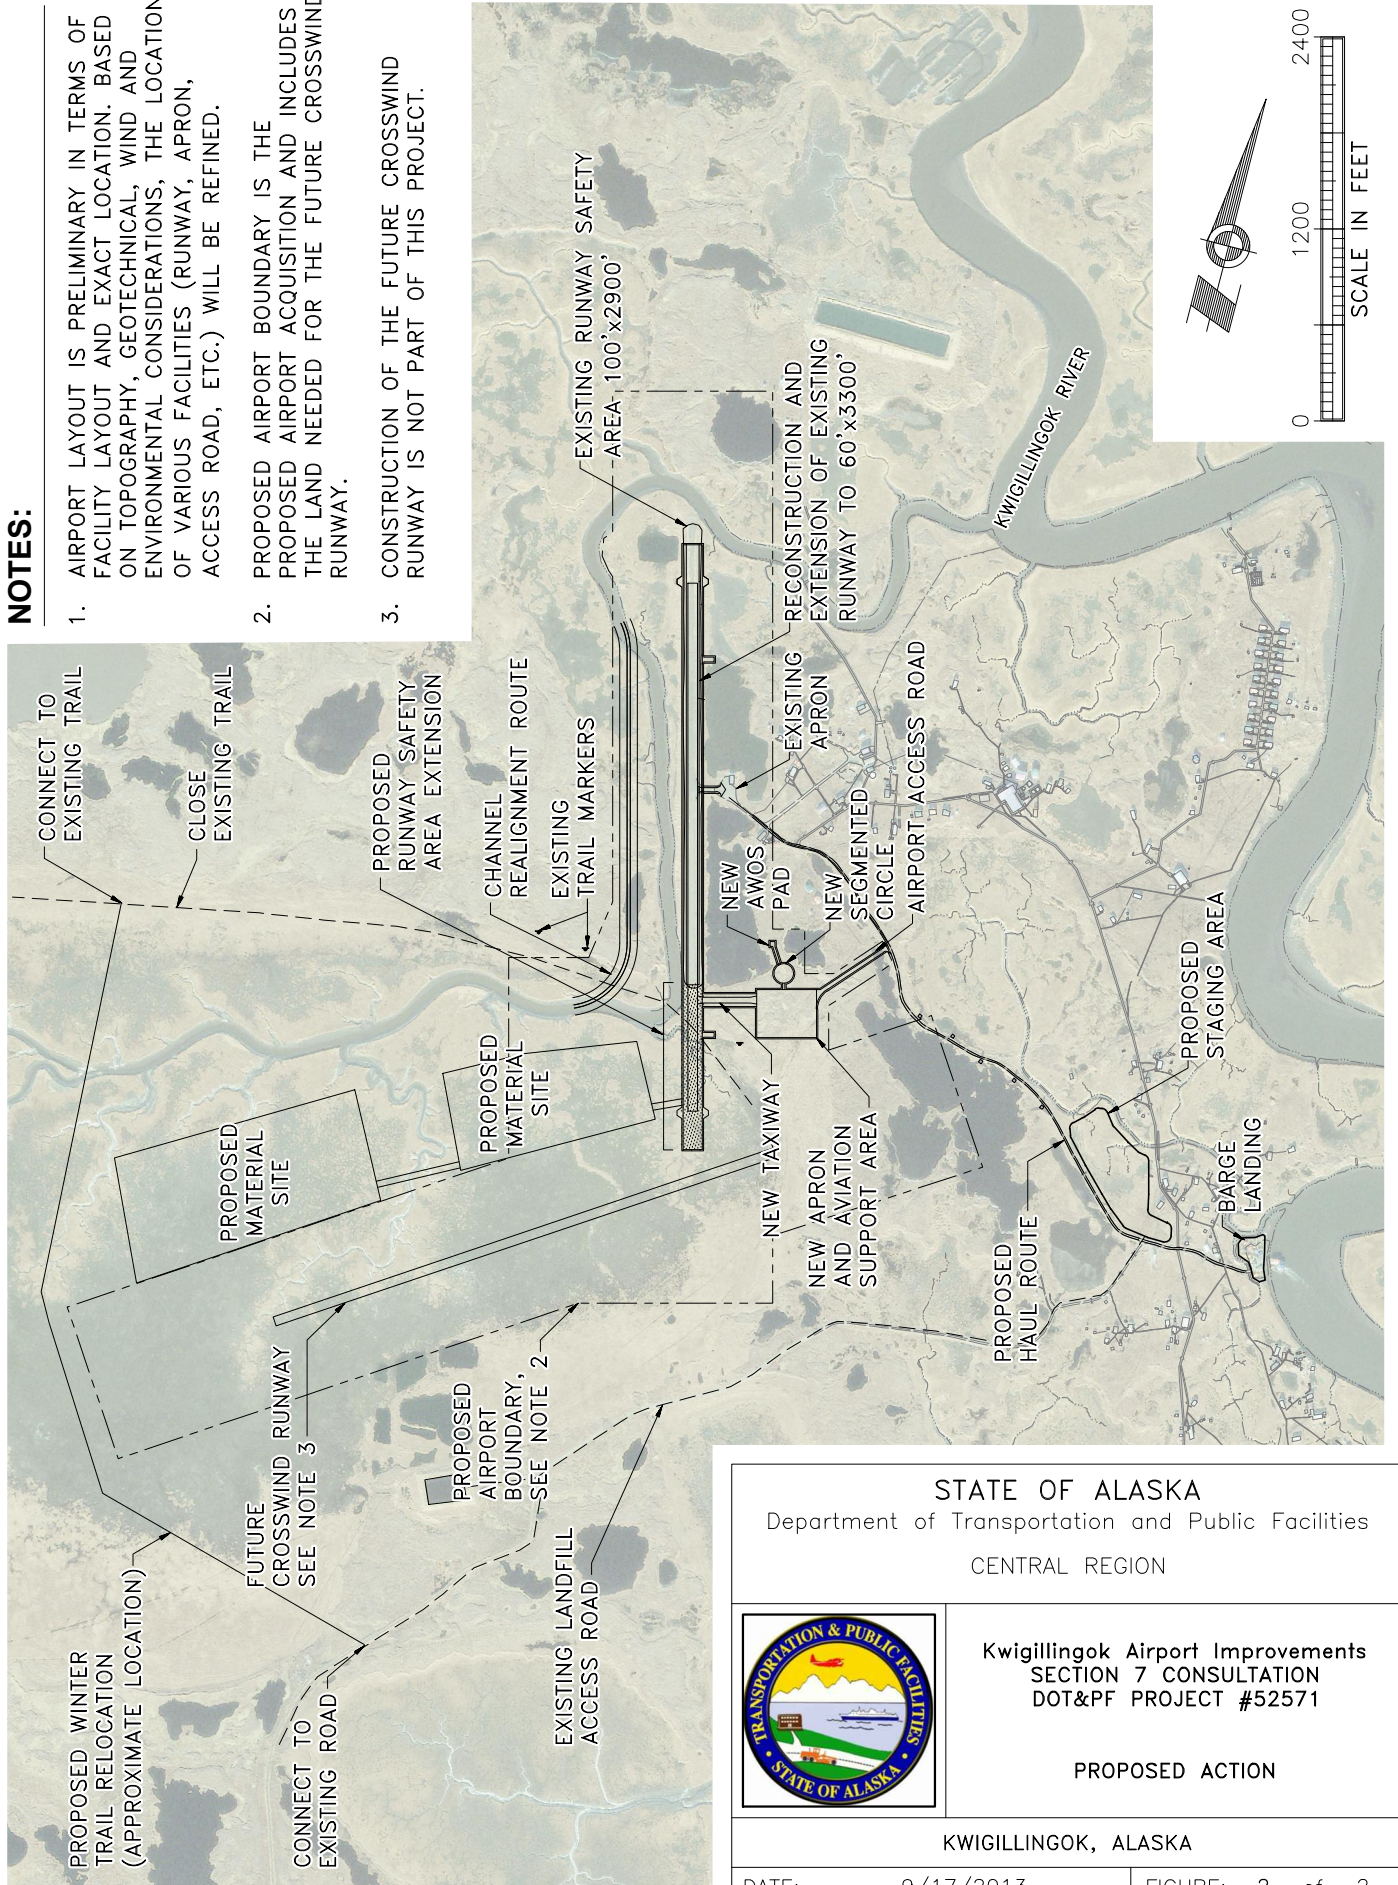 NOTES:
1. AIRPORT LAYOUT IS PRELIMINARY IN TERMS OF
FACILITY LAYOUT AND EXACT LOCATION. BASED
ON TOPOGRAPHY, GEOTECHNICAL, WIND AND
ENVIRONMENTAL CONSIDERATIONS, THE LOCATION
OF VARIOUS FACILITIES (RUNWAY, APRON,
ACCESS ROAD, ETC.) WILL BE REFINED.
2. PROPOSED AIRPORT BOUNDARY IS THE
PROPOSED AIRPORT ACQUISITION AND INCLUDES
THE LAND NEEDED FOR THE FUTURE CROSSWIND
RUNWAY.
3. CONSTRUCTION OF THE FUTURE CROSSWIND
RUNWAY IS NOT PART OF THIS PROJECT.
CONNECT TO
EXISTING TRAIL
CLOSE
EXISTING TRAIL
PROPOSED
RUNWAY SAFETY
AREA EXTENSION
CHANNEL
REALIGNMENT ROUTE
EXISTING
TRAIL MARKERS
EXISTING RUNWAY SAFETY
AREA 100'x2900'
RECONSTRUCTION AND
EXTENSION OF EXISTING
RUNWAY TO 60'x3300'
EXISTING
APRON
NEW
AWOS
PAD
NEW
SEGMENTED
CIRCLE
AIRPORT ACCESS ROAD
KWIGILLINGOK RIVER
PROPOSED
MATERIAL
SITE
PROPOSED
MATERIAL
SITE
NEW TAXIWAY
NEW APRON
AND AVIATION
SUPPORT AREA
PROPOSED
STAGING AREA
BARGE
LANDING
PROPOSED
HAUL ROUTE
FUTURE
CROSSWIND RUNWAY
SEE NOTE 3
PROPOSED
AIRPORT
BOUNDARY,
SEE NOTE 2
EXISTING LANDFILL
ACCESS ROAD
PROPOSED WINTER
TRAIL RELOCATION
(APPROXIMATE LOCATION)
CONNECT TO
EXISTING ROAD
N
0 1200 2400
SCALE IN FEET
STATE OF ALASKA
Department of Transportation and Public Facilities
CENTRAL REGION
TRANSPORTATION & PUBLIC FACILITIES
STATE OF ALASKA
Kwigillingok Airport Improvements
SECTION 7 CONSULTATION
DOT&PF PROJECT #52571
PROPOSED ACTION
KWIGILLINGOK, ALASKA
DATE: 9/17/2013 FIGURE: 2 of 2